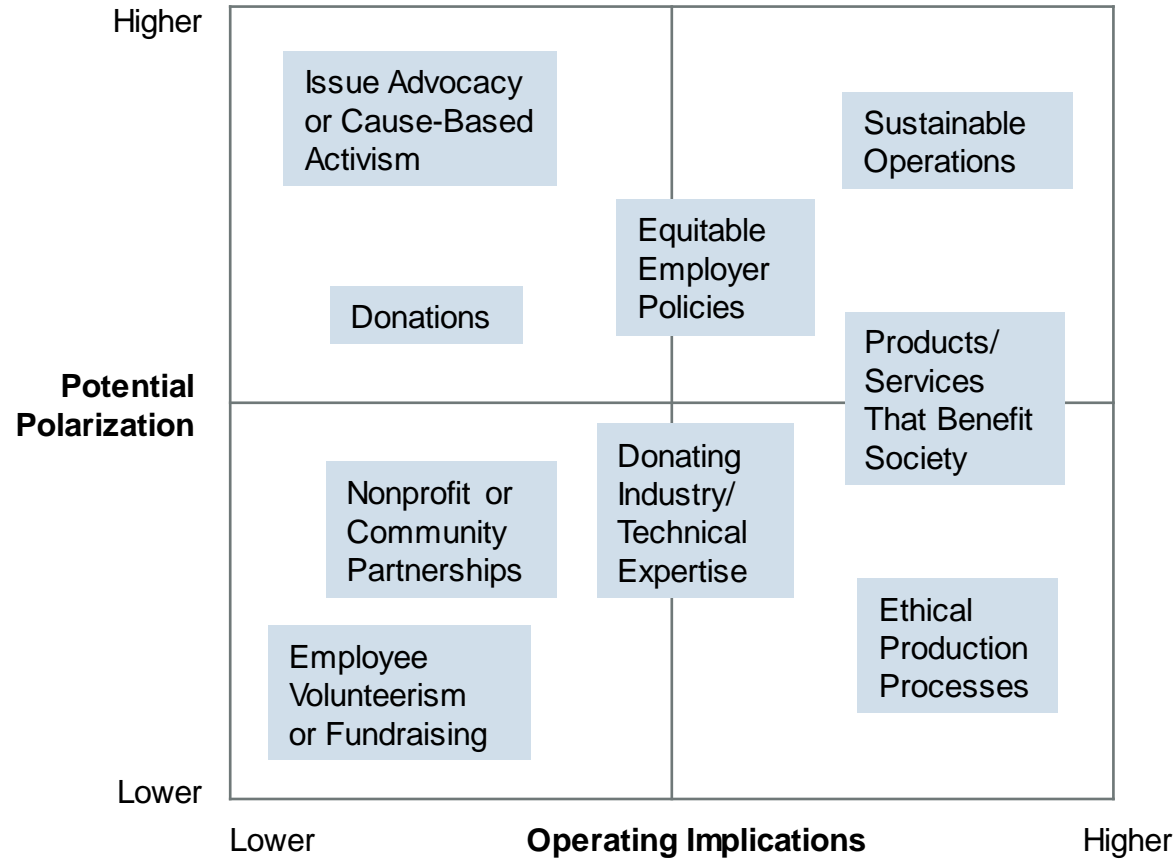 Higher
Issue Advocacy
or Cause-Based
Activism
Sustainable
Operations
Equitable
Employer
Policies
Donations
Products/
Services
That Benefit
Society
Potential
Polarization
Nonprofit or
Community
Partnerships
Donating
Industry/
Technical
Expertise
Ethical
Production
Processes
Employee
Volunteerism
or Fundraising
Lower
Lower
Operating Implications
Higher